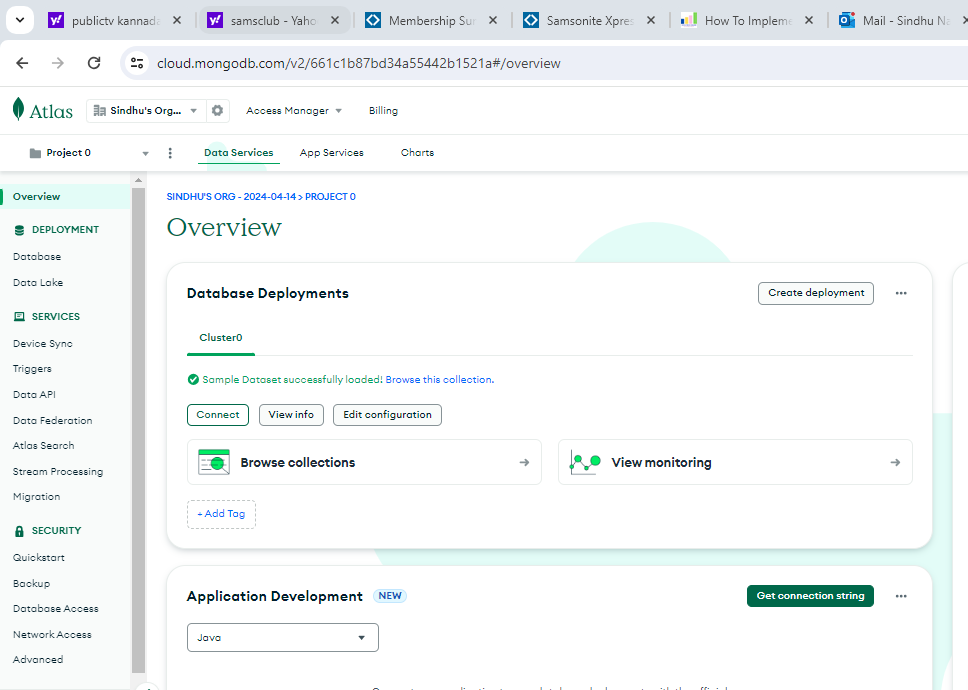 publictv kannada
samsclub - Yaho
Membership Su
Samsonite Xpres
How To Impleme
Mail - Sindhu Na
cloud.mongodb.com/v2/661c1b87bd34a55442b1521a#/overview
Atlas
Sindhu's Org...
Access Manager
Billing
Project 0
Data Services
App Services
Charts
Overview
DEPLOYMENT
Database
Data Lake
SERVICES
Device Sync
Triggers
Data API
Data Federation
Atlas Search
Stream Processing
Migration
SECURITY
Quickstart
Backup
Database Access
Network Access
Advanced
SINDHU'S ORG - 2024-04-14 > PROJECT 0
Overview
Database Deployments
Create deployment
Cluster0
Sample Dataset successfully loaded! Browse this collection.
Connect
View info
Edit configuration
Browse collections
View monitoring
+ Add Tag
Application Development NEW
Get connection string
Java